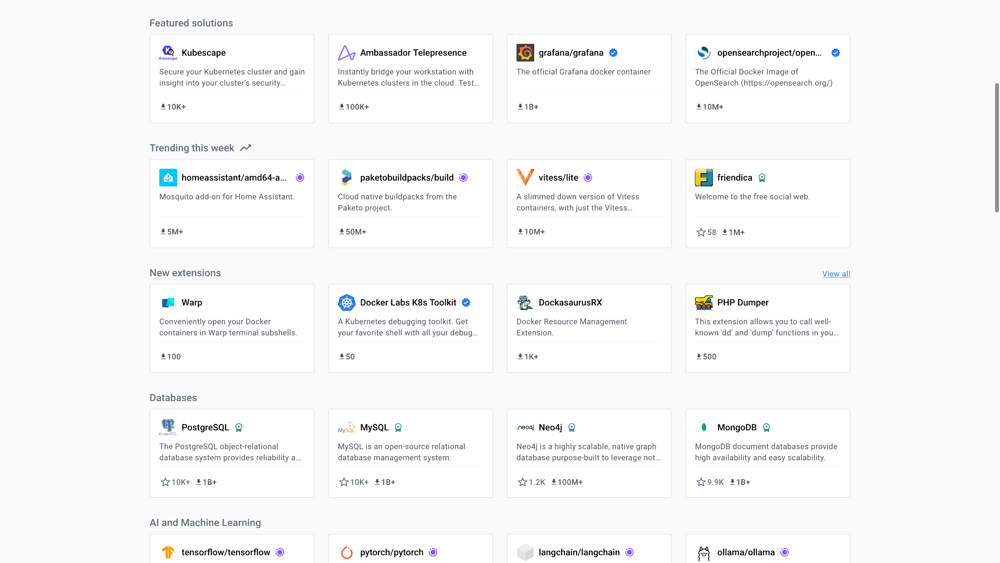 Featured solutions
Kubescape
Kubescape
Secure your Kubernetes cluster and gain
insight into your cluster’s security…
10K+
Ambassador Telepresence
Instantly bridge your workstation with
Kubernetes clusters in the cloud. Test…
100K+
grafana/grafana
The official Grafana docker container
1B+
opensearchproject/open…
The Official Docker Image of
OpenSearch (https://opensearch.org/)
10M+
Trending this week
homeassistant/amd64-a…
Mosquito add-on for Home Assistant.
5M+
paketobuildpacks/build
Cloud native buildpacks from the
Paketo project.
50M+
vitess/lite
A slimmed down version of Vitess
containers, with just the Vitess…
10M+
friendica
Welcome to the free social web.
58 1M+
New extensions
View all
Warp
Conveniently open your Docker
containers in Warp terminal subshells.
100
Docker Labs K8s Toolkit
A Kubernetes debugging toolkit. Get
your favorite shell with all your debug…
50
DockasaurusRX
Docker Resource Management
Extension.
1K+
PHP Dumper
This extension allows you to call well-
known 'dd' and 'dump' functions in you…
500
Databases
PostgreSQL
PostgreSQL
The PostgreSQL object-relational
database system provides reliability a…
10K+ 1B+
MySQL
MySQL
MySQL is an open-source relational
database management system.
10K+ 1B+
neo4j
Neo4j
Neo4j is a highly scalable, native graph
database purpose-built to leverage not…
1.2K 100M+
MongoDB
MongoDB document databases provide
high availability and easy scalability.
9.9K 1B+
AI and Machine Learning
tensorflow/tensorflow
pytorch/pytorch
langchain/langchain
ollama/ollama